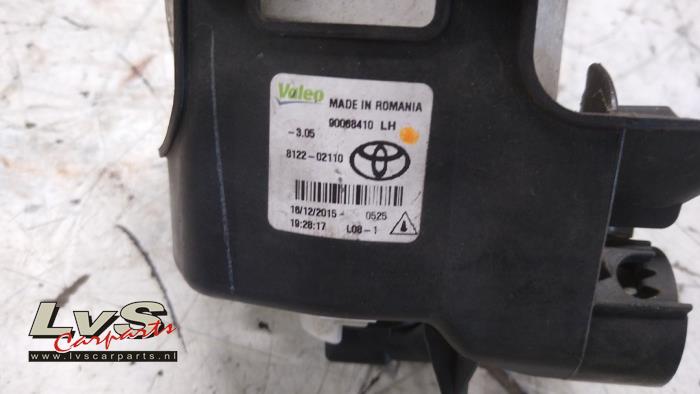 Valeo
MADE IN ROMANIA
90068410 LH
-3.05
8122-02110
16/12/2015- 0525
19:28:17 L08-1
LvS
Carparts
www.lvscarparts.nl